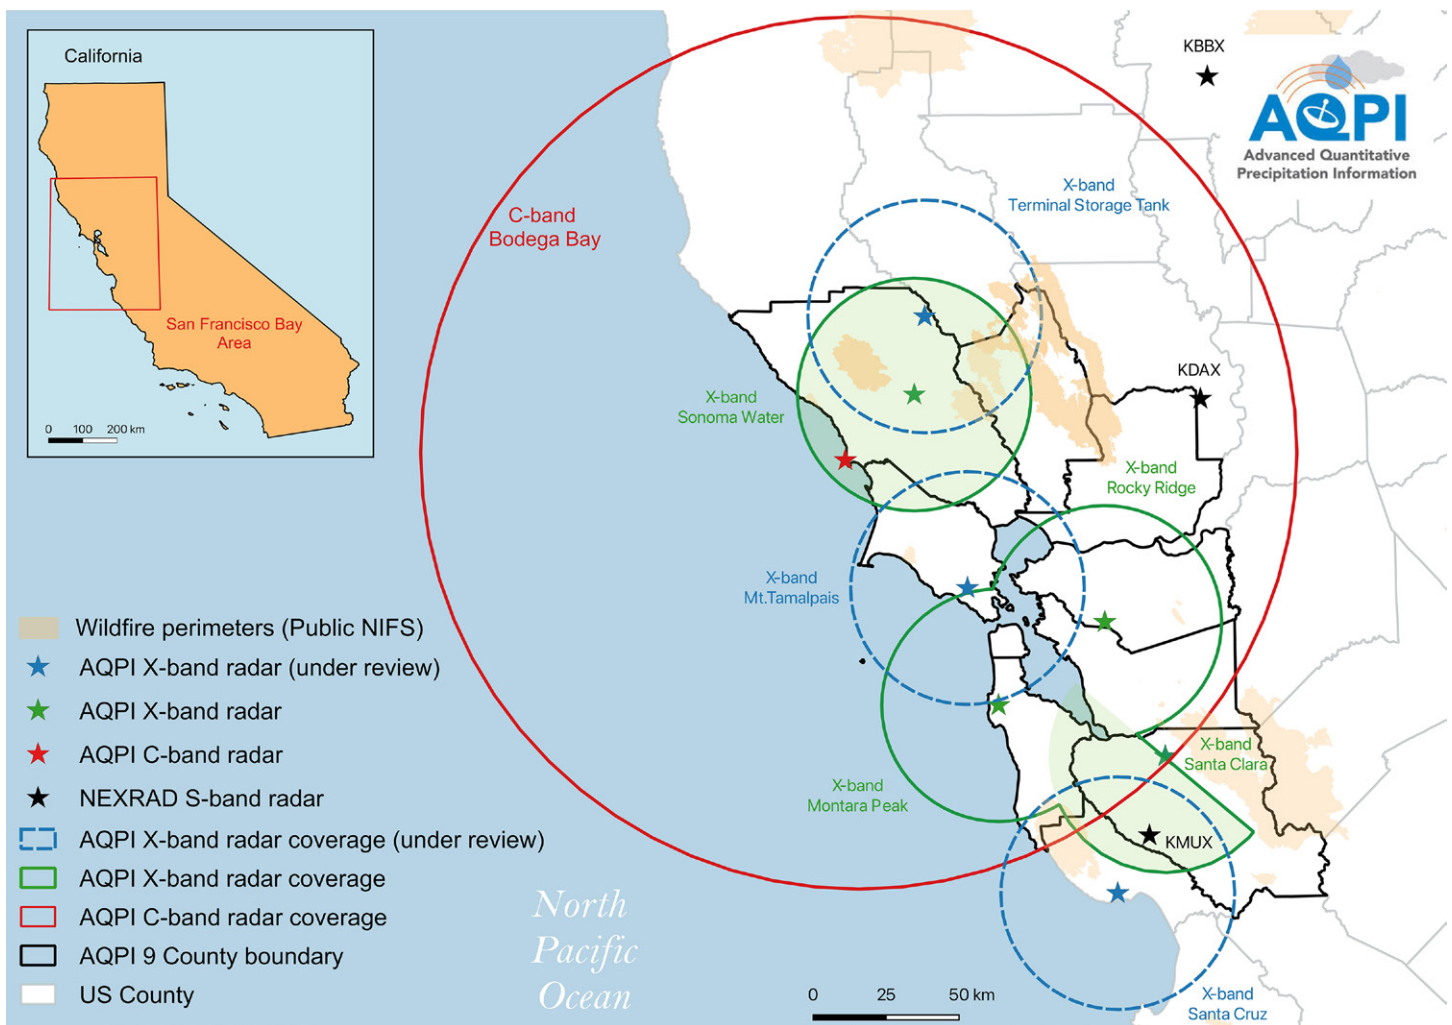 California
San Francisco Bay
Area
0 100 200 km
KBBX
AQPI
Advanced Quantitative
Precipitation Information
X-band
Terminal Storage Tank
C-band
Bodega Bay
KDAX
X-band
Sonoma Water
X-band
Rocky Ridge
X-band
Mt.Tamalpais
X-band
Santa Clara
X-band
Montara Peak
KMUX
Wildfire perimeters (Public NIFS)
AQPI X-band radar (under review)
AQPI X-band radar
AQPI C-band radar
NEXRAD S-band radar
AQPI X-band radar coverage (under review)
AQPI X-band radar coverage
AQPI C-band radar coverage
AQPI 9 County boundary
US County
North
Pacific
Ocean
0 25 50 km
X-band
Santa Cruz